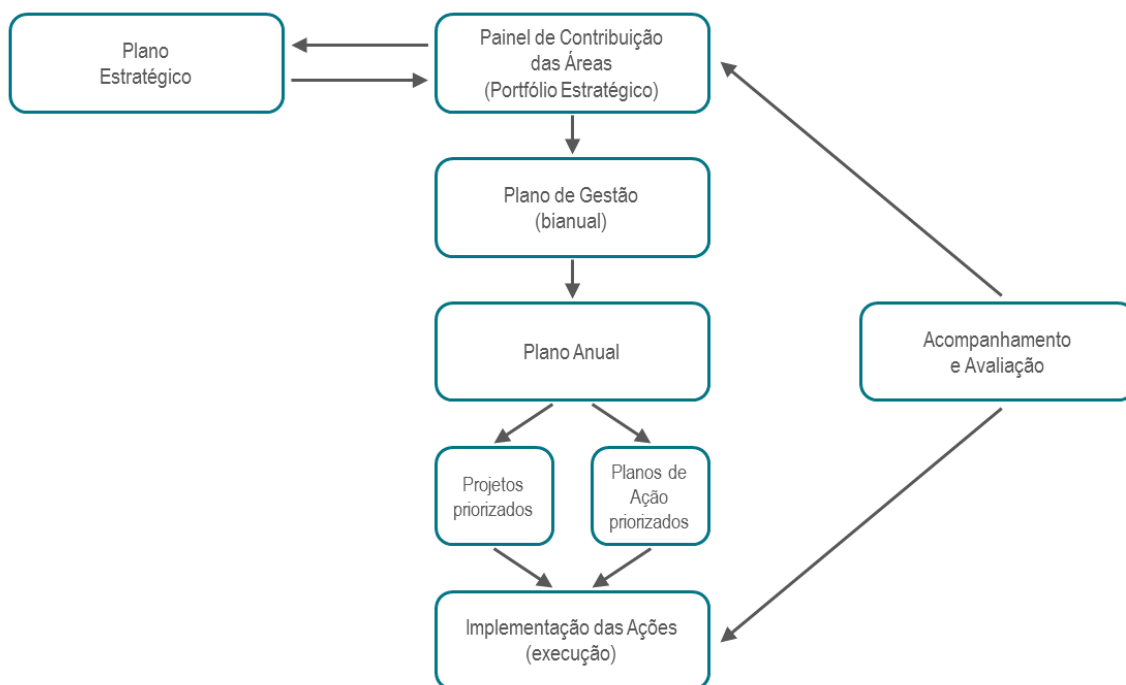 Plano
Estratégico
Painel de Contribuição
das Áreas
(Portfólio Estratégico)
Plano de Gestão
(bianual)
Plano Anual
Acompanhamento
e Avaliação
Projetos
priorizados
Planos de
Ação
priorizados
Implementação das Ações
(execução)